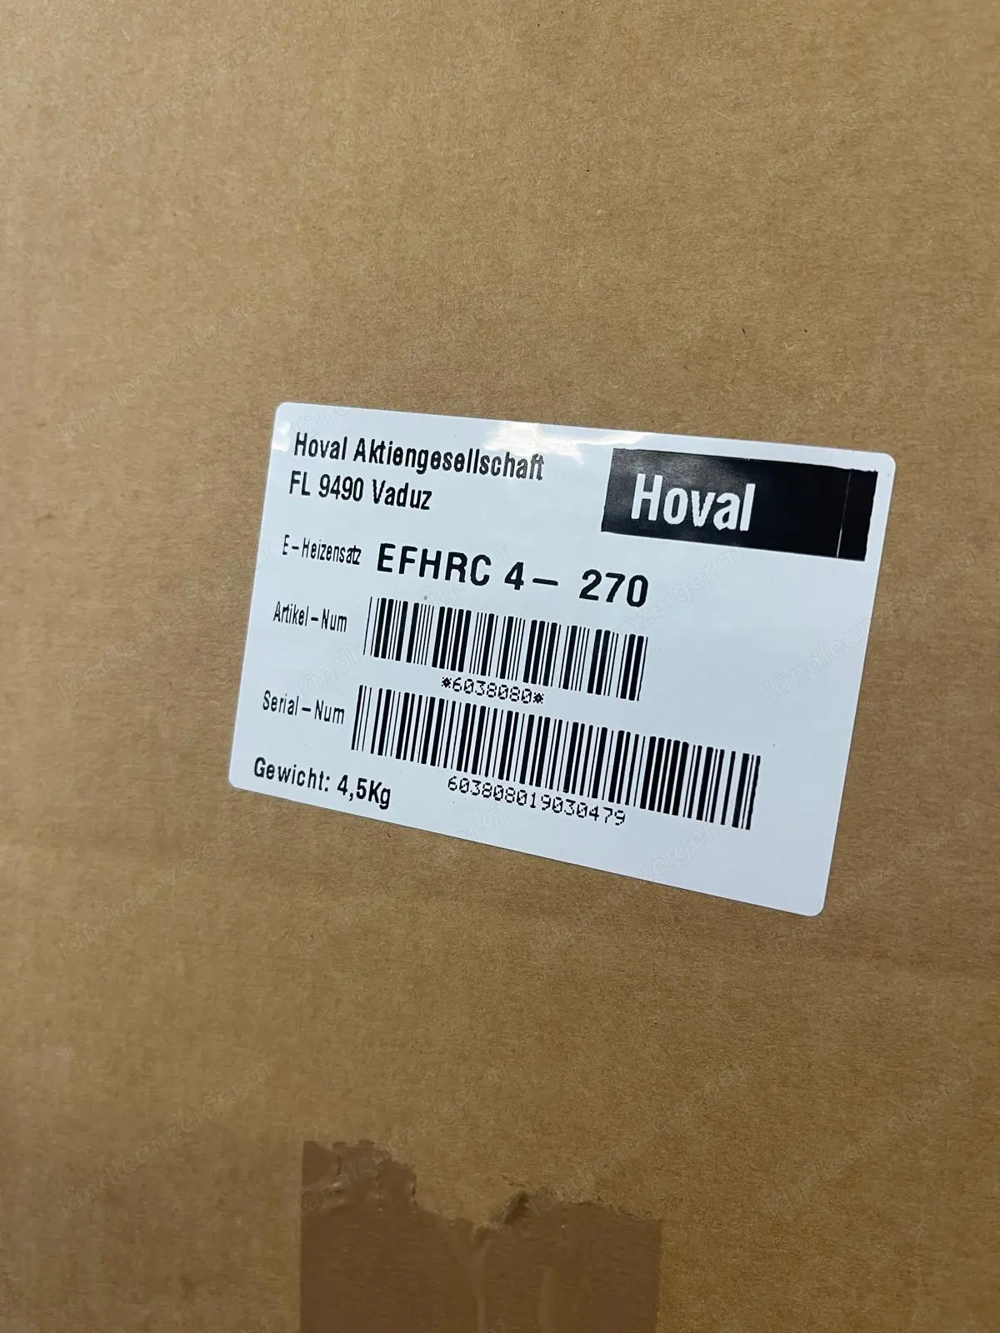 Hoval Aktiengesellschaft
FL 9490 Vaduz
Hoval
E-Heizensatz EFHRC 4- 270
Artikel-Num
*6038080*
Serial-Num
603808019030479
Gewicht: 4,5Kg